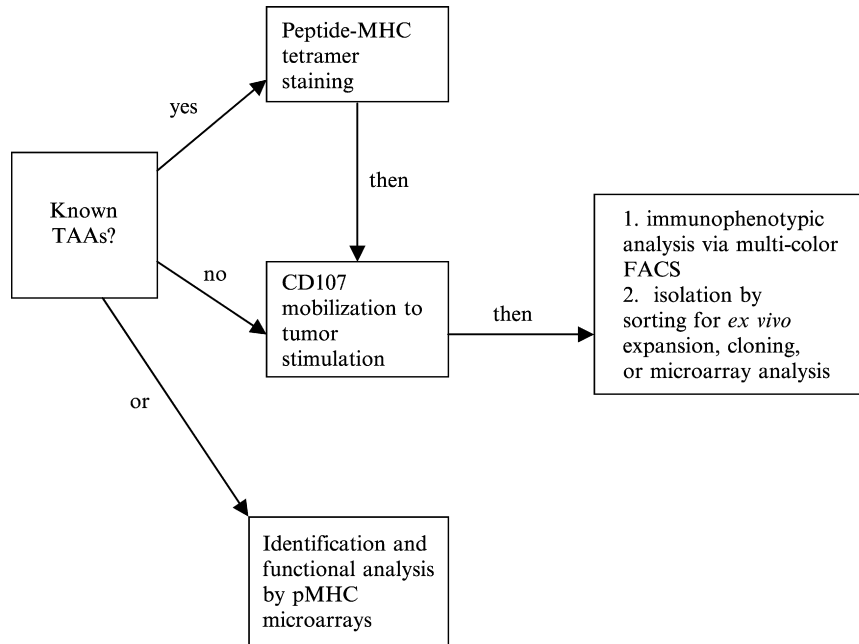 Peptide-MHC
tetramer
staining
yes
Known
TAAs?
then
no
CD107
mobilization to
tumor
stimulation
then
1. immunophenotypic
analysis via multi-color
FACS
2. isolation by
sorting for ex vivo
expansion, cloning,
or microarray analysis
or
Identification and
functional analysis
by pMHC
microarrays